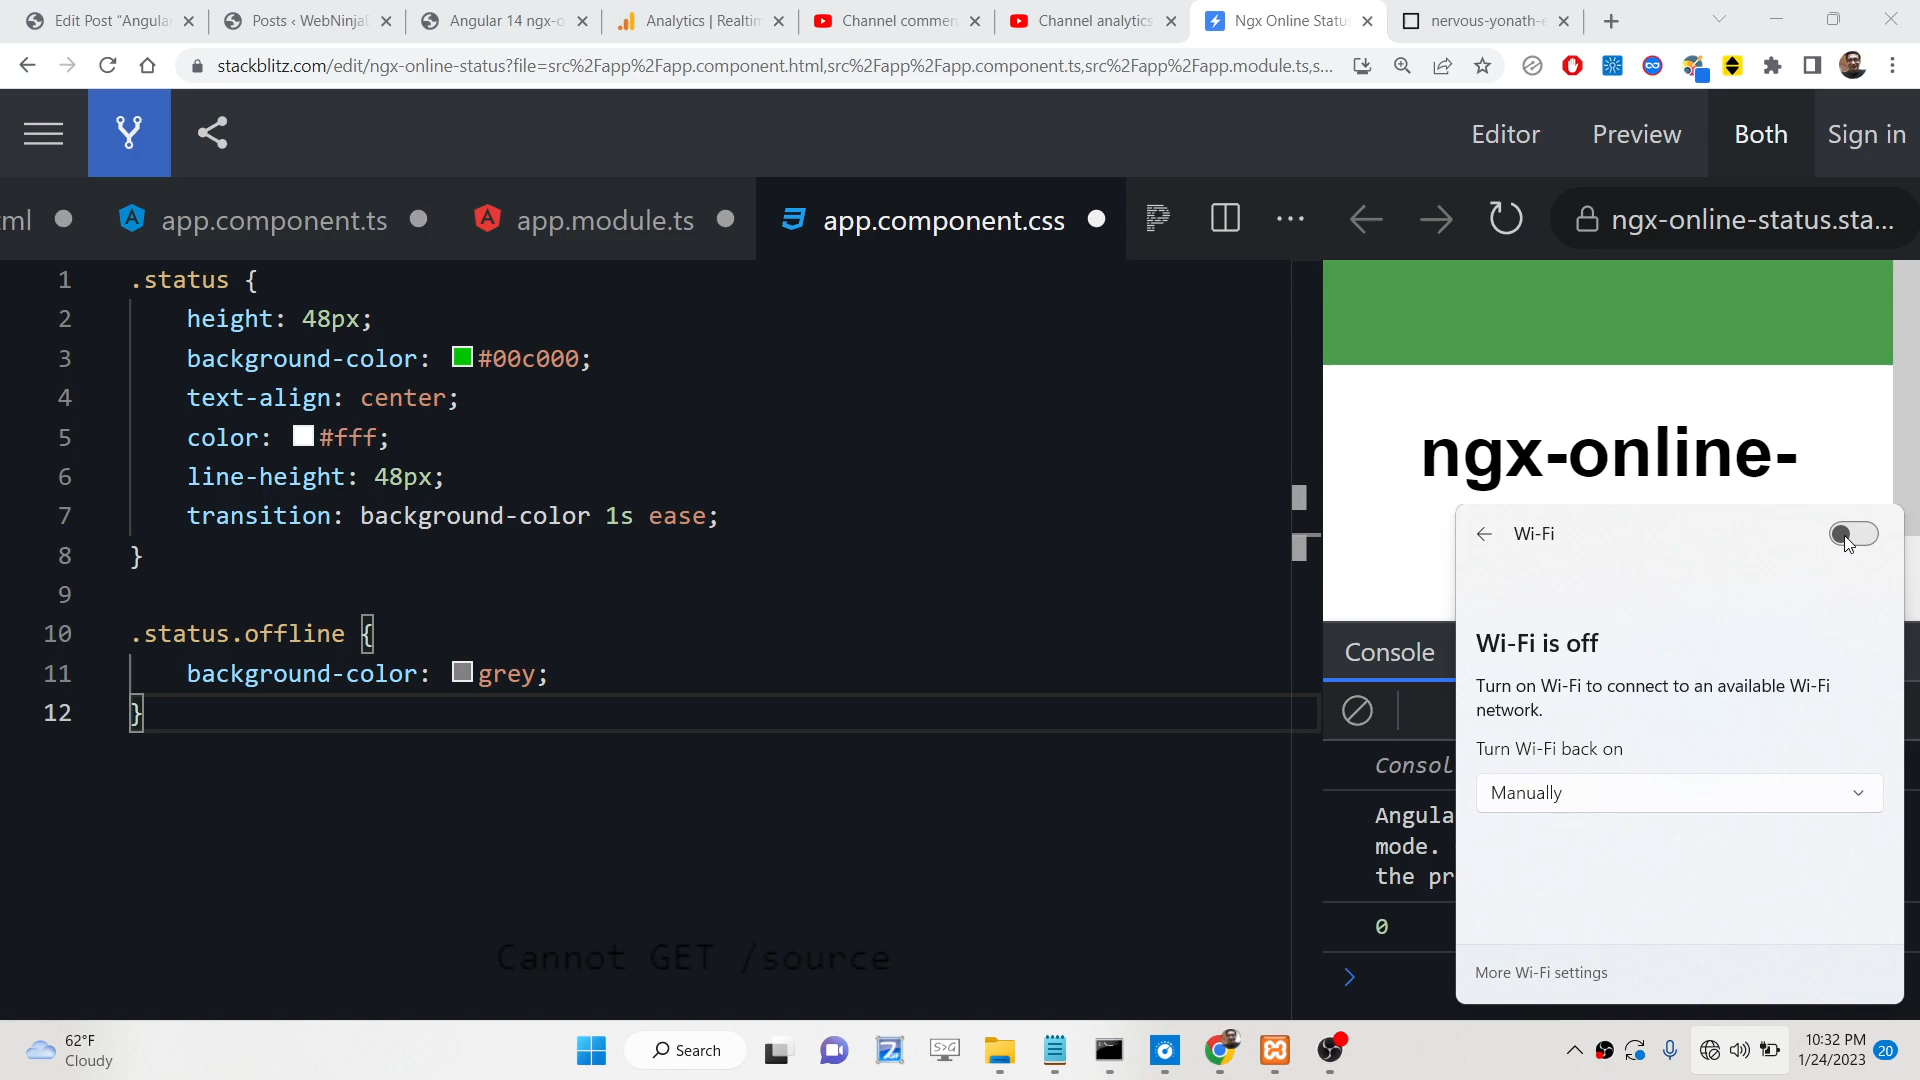 Edit Post “Angula
Posts ‹ WebNinjaD
Angular 14 ngx-o
Analytics | Realtim
Channel commen
Channel analytics
Ngx Online Statu
nervous-yonath-e
stackblitz.com/edit/ngx-online-status?file=src%2Fapp%2Fapp.component.html,src%2Fapp%2Fapp.component.ts,src%2Fapp%2Fapp.module.ts,s...
Editor
Preview
Both
Sign in
ml
app.component.ts
app.module.ts
app.component.css
ngx-online-status.sta...
1 .status {
2 height: 48px;
3 background-color: #00c000;
4 text-align: center;
5 color: #fff;
6 line-height: 48px;
7 transition: background-color 1s ease;
8 }
9
10 .status.offline {
11 background-color: grey;
12 }
Cannot GET /source
ngx-online-
Console
Consol
Angula
mode.
the pr
0
Wi-Fi
Wi-Fi is off
Turn on Wi-Fi to connect to an available Wi-Fi
network.
Turn Wi-Fi back on
Manually
More Wi-Fi settings
62°F
Cloudy
Search
10:32 PM
1/24/2023
20